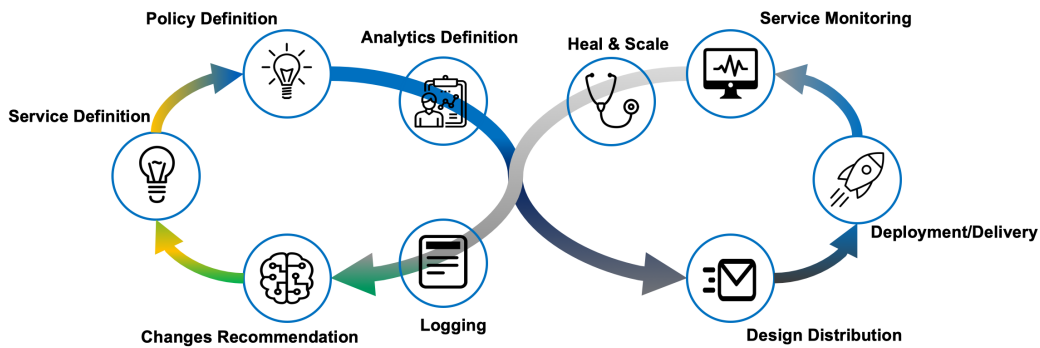 Policy Definition
Analytics Definition
Heal & Scale
Service Monitoring
Service Definition
Deployment/Delivery
Changes Recommendation
Logging
Design Distribution